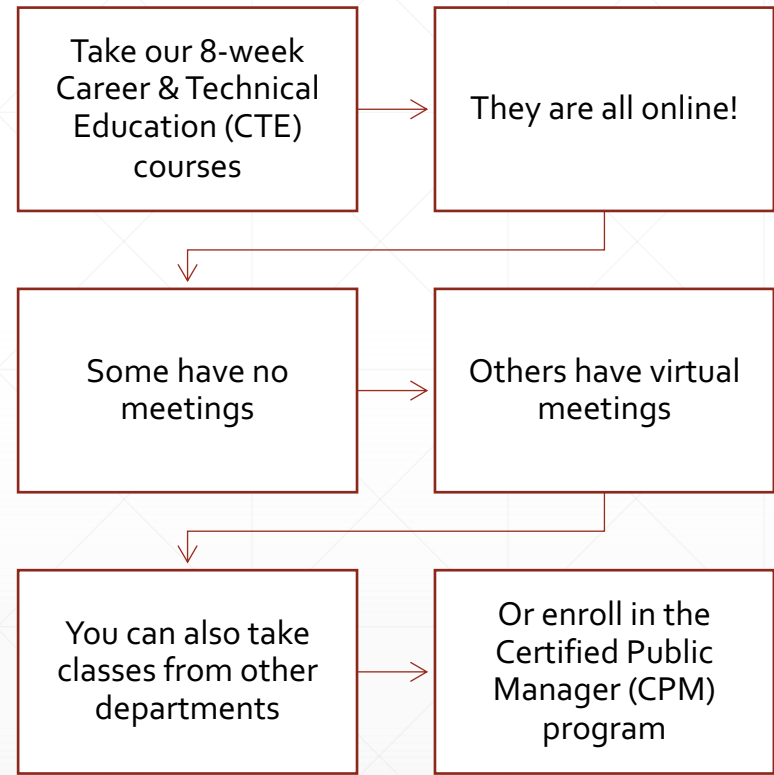 Take our 8-week
Career & Technical
Education (CTE)
courses
They are all online!
Some have no
meetings
Others have virtual
meetings
You can also take
classes from other
departments
Or enroll in the
Certified Public
Manager (CPM)
program